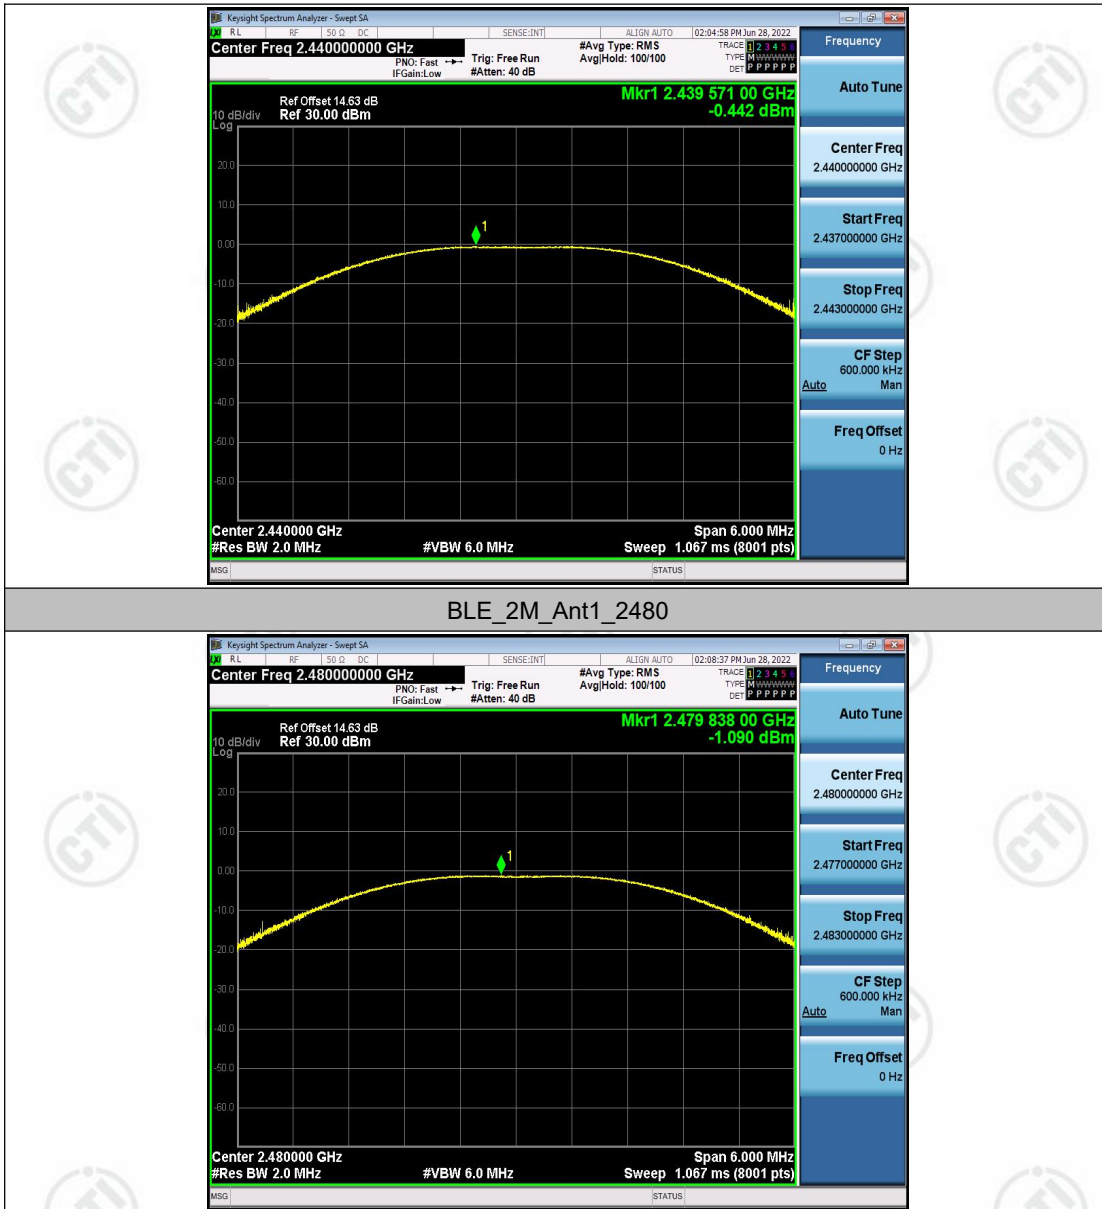 Keysight Spectrum Analyzer - Swept SA
RL RF 50 Ω DC SENSE:INT ALIGN AUTO 02:04:58 PM Jun 28, 2022
Center Freq 2.440000000 GHz
PNO: Fast
IFGain:Low
Trig: Free Run
#Atten: 40 dB
#Avg Type: RMS
Avg|Hold: 100/100
TRACE 1 2 3 4 5 6
TYPE M WWWWW
DET P P P P P P
Frequency
Mkr1 2.439 571 00 GHz
-0.442 dBm
Ref Offset 14.63 dB
10 dB/div Ref 30.00 dBm
Log
20.0
10.0
0.00
-10.0
-20.0
-30.0
-40.0
-50.0
-60.0
1
Center 2.440000 GHz Span 6.000 MHz
#Res BW 2.0 MHz #VBW 6.0 MHz Sweep 1.067 ms (8001 pts)
MSG STATUS
Auto Tune
Center Freq
2.440000000 GHz
Start Freq
2.437000000 GHz
Stop Freq
2.443000000 GHz
CF Step
600.000 kHz
Auto Man
Freq Offset
0 Hz
BLE_2M_Ant1_2480
Keysight Spectrum Analyzer - Swept SA
RL RF 50 Ω DC SENSE:INT ALIGN AUTO 02:08:37 PM Jun 28, 2022
Center Freq 2.480000000 GHz
PNO: Fast
IFGain:Low
Trig: Free Run
#Atten: 40 dB
#Avg Type: RMS
Avg|Hold: 100/100
TRACE 1 2 3 4 5 6
TYPE M WWWWW
DET P P P P P P
Frequency
Mkr1 2.479 838 00 GHz
-1.090 dBm
Ref Offset 14.63 dB
10 dB/div Ref 30.00 dBm
Log
20.0
10.0
0.00
-10.0
-20.0
-30.0
-40.0
-50.0
-60.0
1
Center 2.480000 GHz Span 6.000 MHz
#Res BW 2.0 MHz #VBW 6.0 MHz Sweep 1.067 ms (8001 pts)
MSG STATUS
Auto Tune
Center Freq
2.480000000 GHz
Start Freq
2.477000000 GHz
Stop Freq
2.483000000 GHz
CF Step
600.000 kHz
Auto Man
Freq Offset
0 Hz
CTI
CTI
CTI
CTI
CTI
CTI